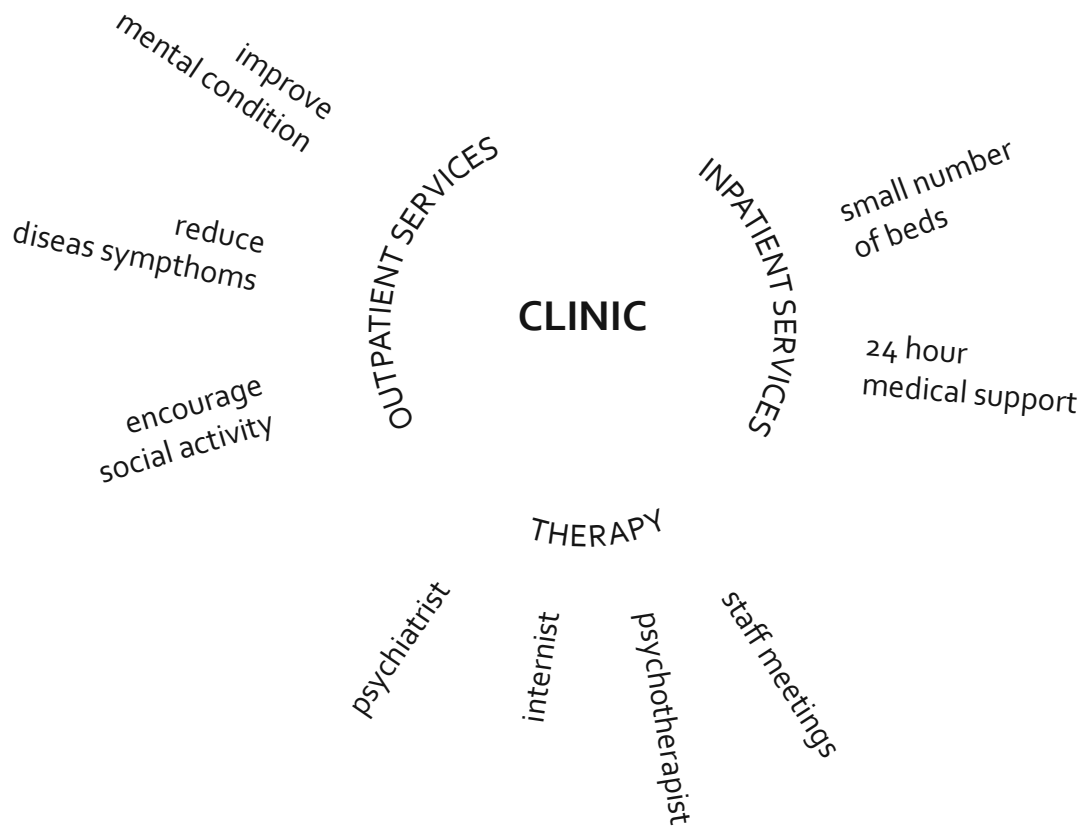 improve
mental condition
reduce
diseas sympthoms
encourage
social activity
OUTPATIENT SERVICES
CLINIC
INPATIENT SERVICES
small number
of beds
24 hour
medical support
THERAPY
psychiatrist
internist
psychotherapist
staff meetings